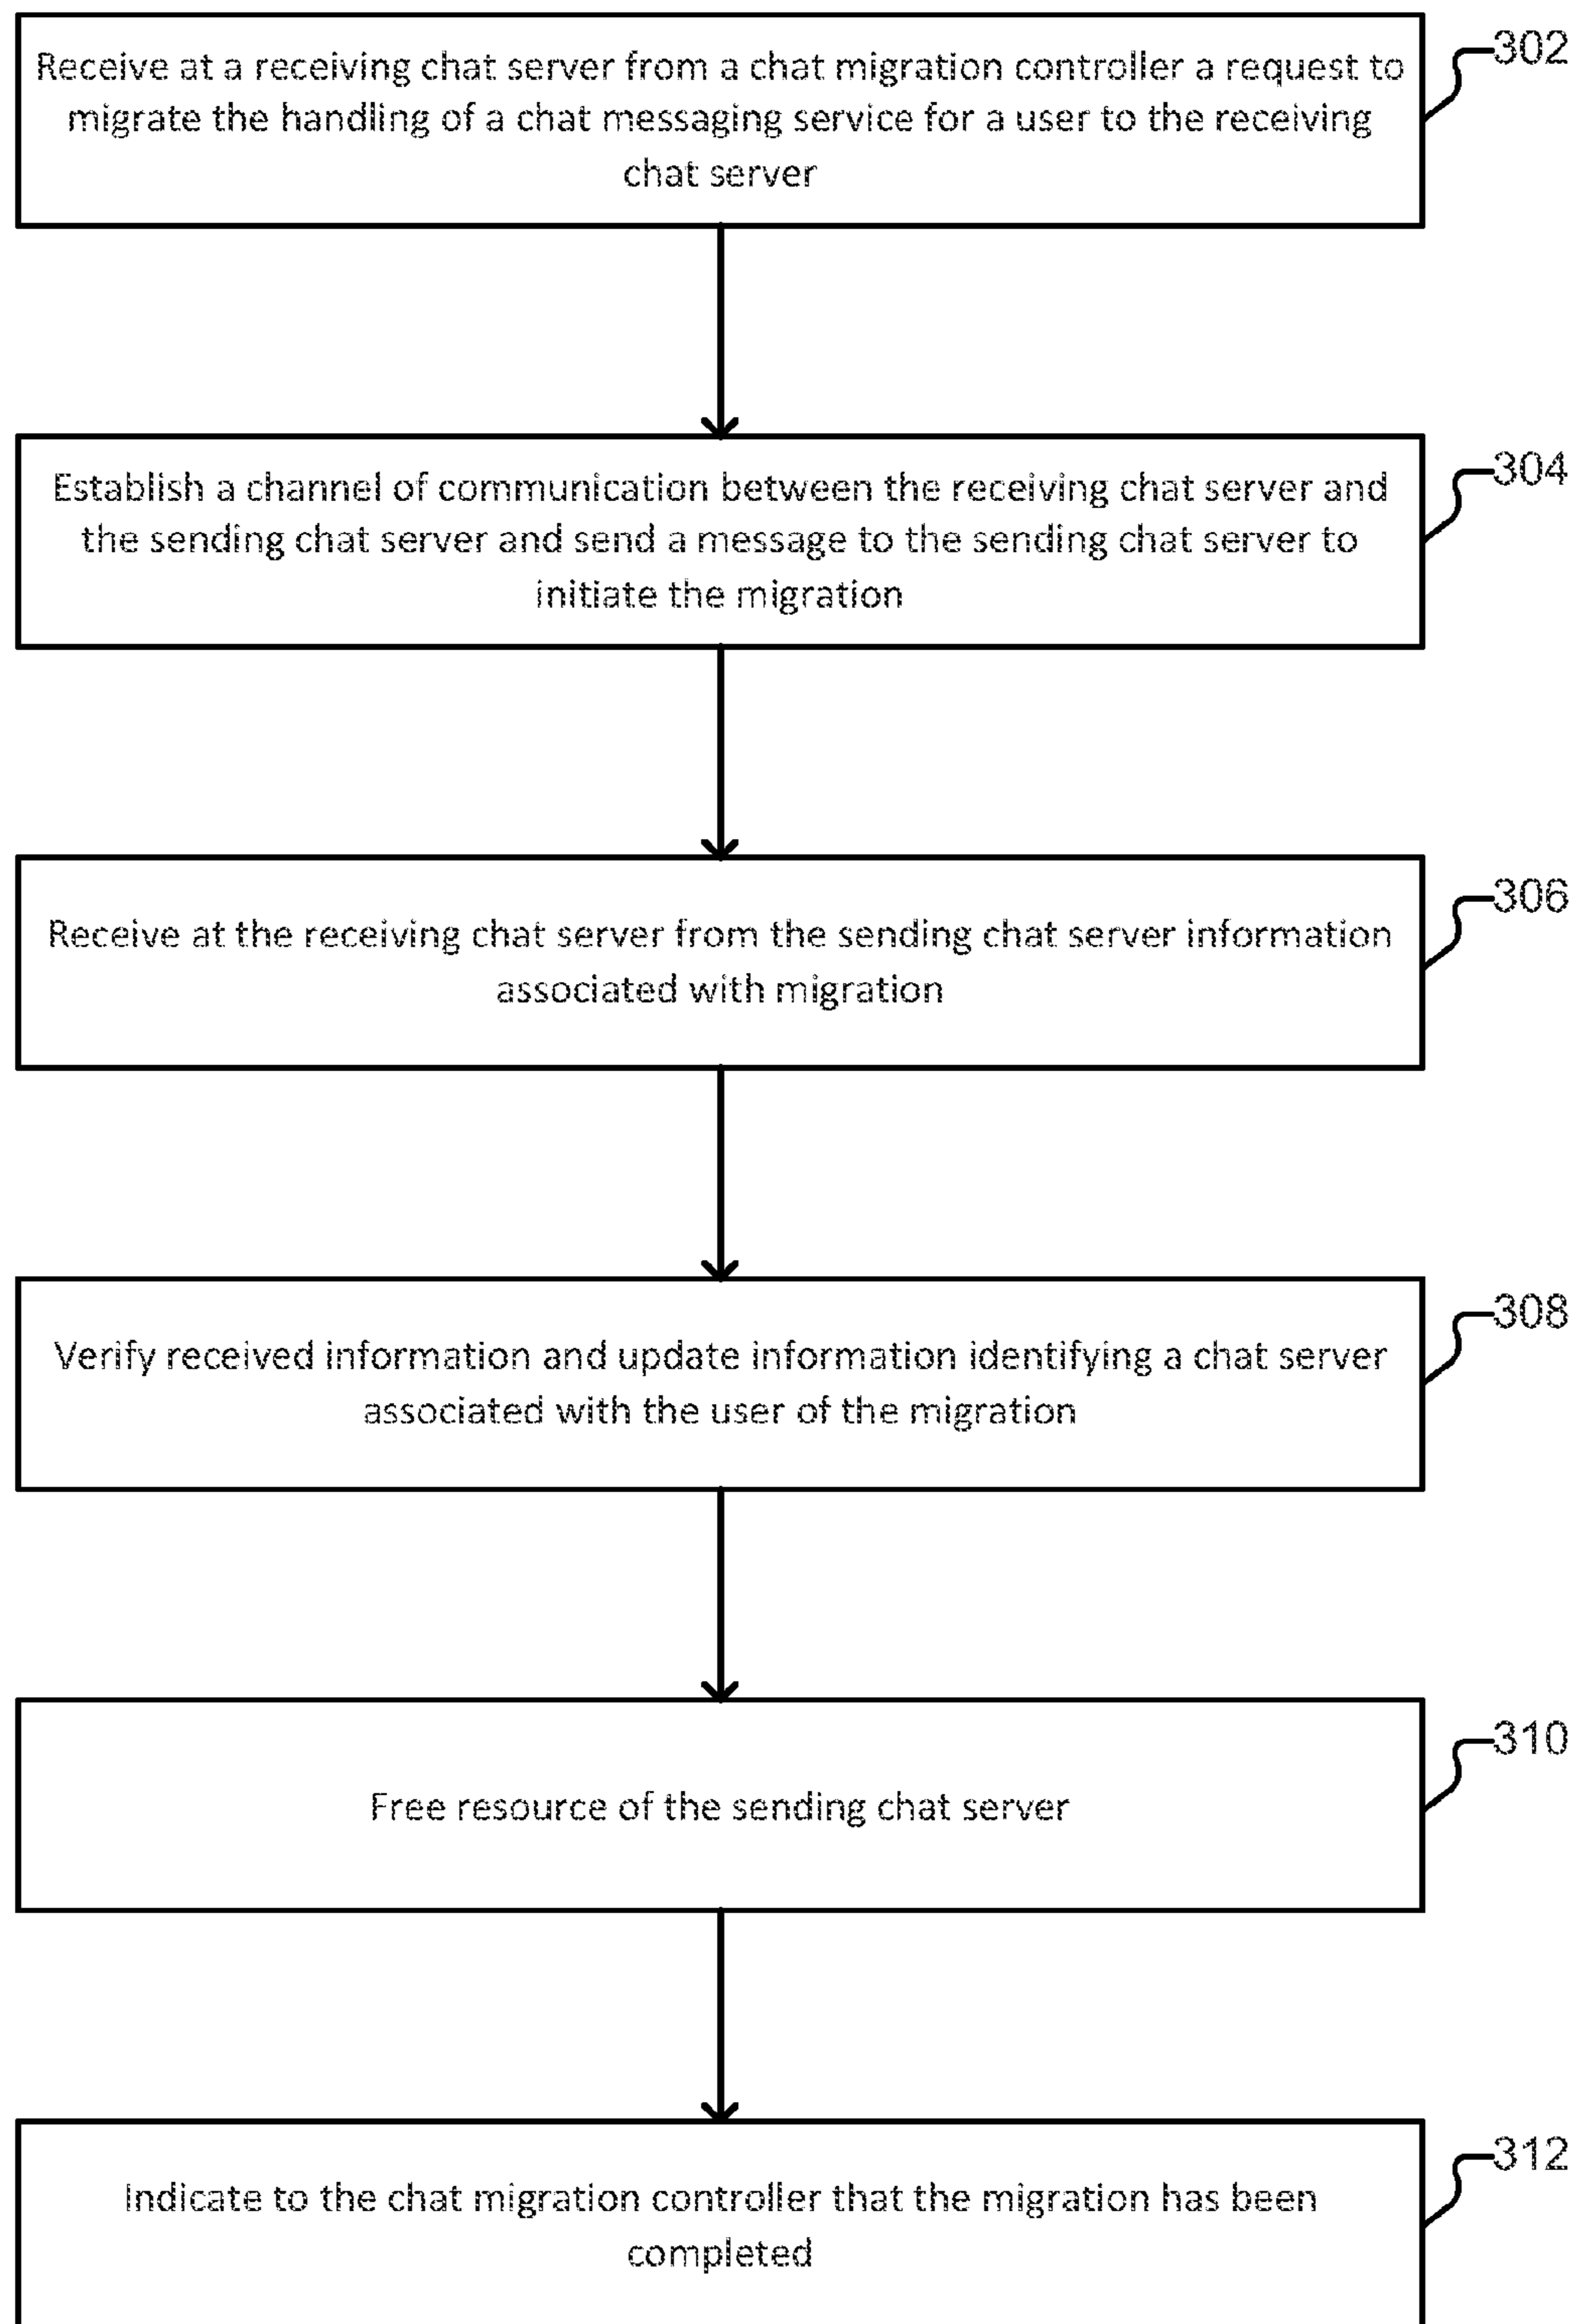 Receive at a receiving chat server from a chat migration controller a request to
migrate the handling of a chat messaging service for a user to the receiving
chat server
302
Establish a channel of communication between the receiving chat server and
the sending chat server and send a message to the sending chat server to
initiate the migration
304
Receive at the receiving chat server from the sending chat server information
associated with migration
306
Verify received information and update information identifying a chat server
associated with the user of the migration
308
Free resource of the sending chat server
310
Indicate to the chat migration controller that the migration has been
completed
312